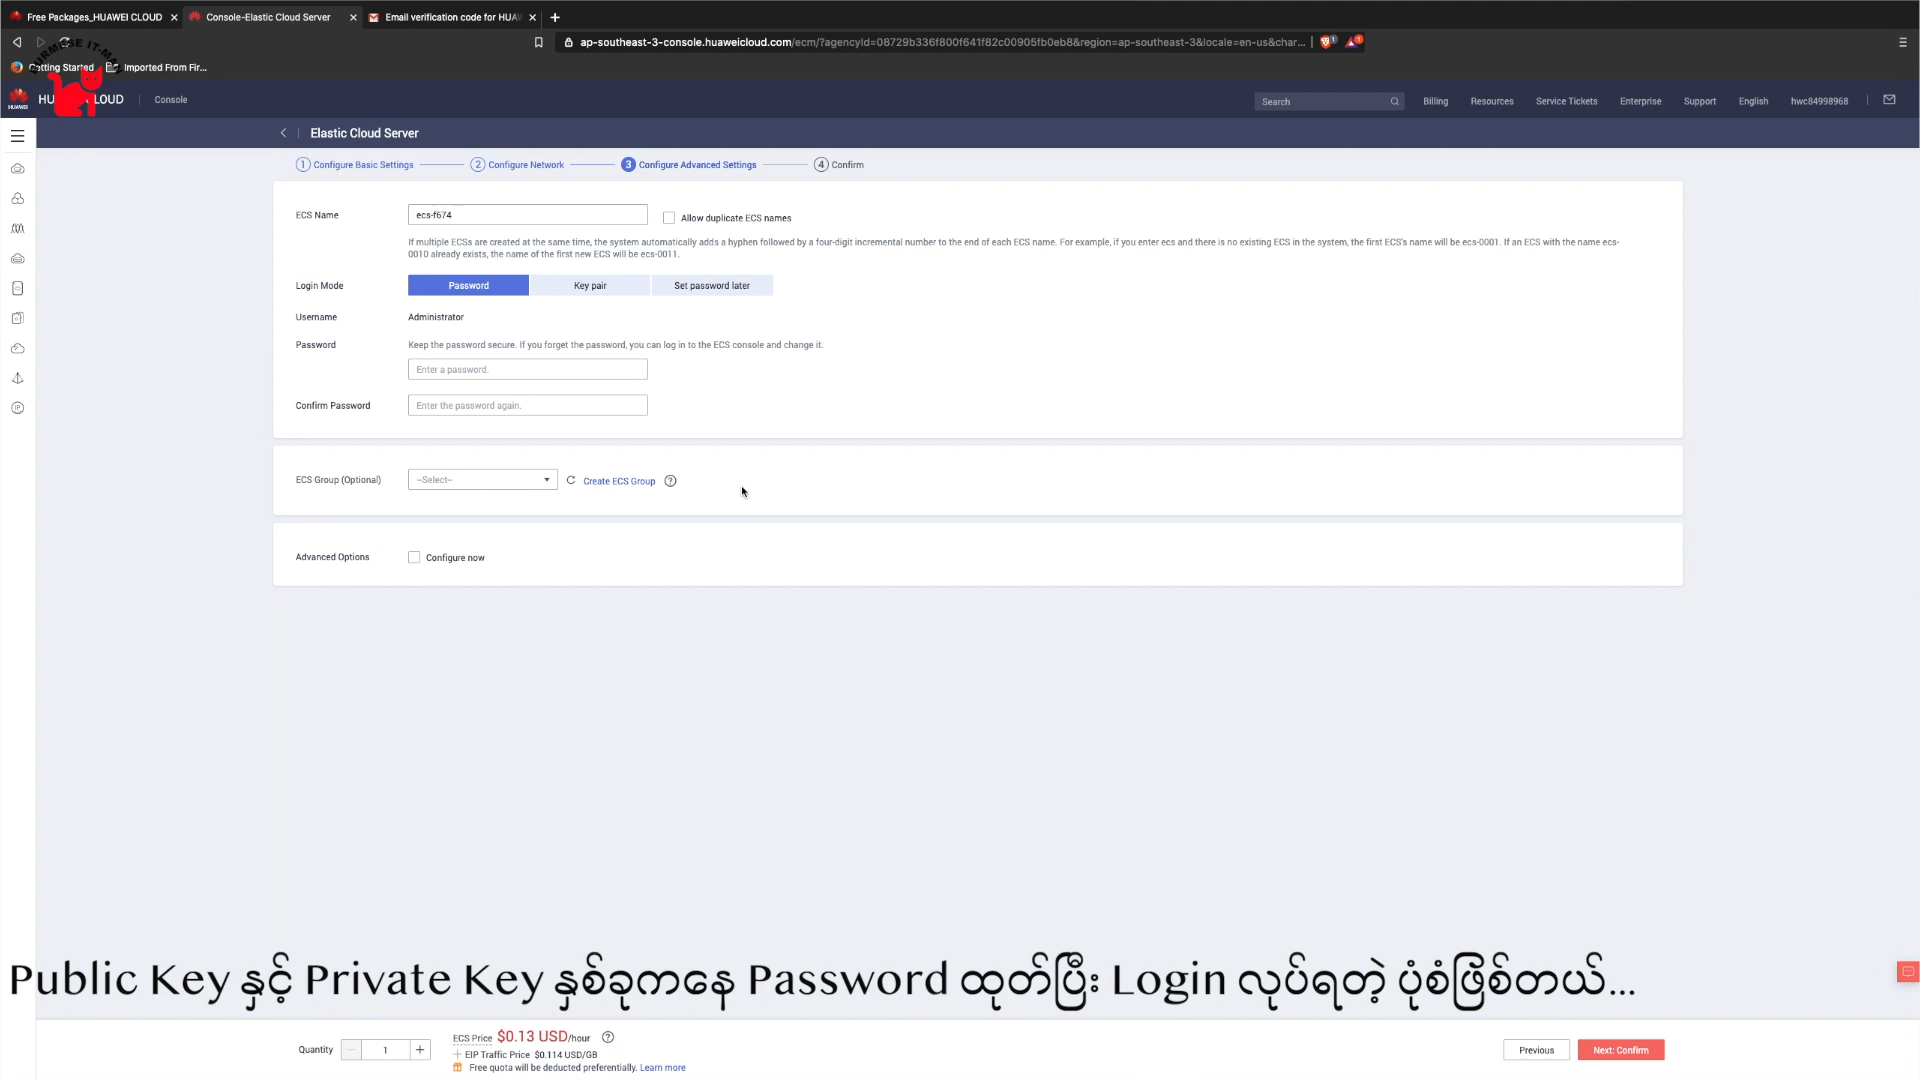 Free Packages_HUAWEI CLOUD
Console-Elastic Cloud Server
Email verification code for HUA
ap-southeast-3-console.huaweicloud.com/ecm/?agencyId=08729b336f800f641f82c00905fb0eb8&region=ap-southeast-3&locale=en-us&char...
Getting Started
Imported From Fir...
HUAWEI
Console
Search
Billing
Resources
Service Tickets
Enterprise
Support
English
hwc84998968
Elastic Cloud Server
1 Configure Basic Settings
2 Configure Network
3 Configure Advanced Settings
4 Confirm
ECS Name
ecs-f674
Allow duplicate ECS names
If multiple ECSs are created at the same time, the system automatically adds a hyphen followed by a four-digit incremental number to the end of each ECS name. For example, if you enter ecs and there is no existing ECS in the system, the first ECS's name will be ecs-0001. If an ECS with the name ecs-
0010 already exists, the name of the first new ECS will be ecs-0011.
Login Mode
Password
Key pair
Set password later
Username
Administrator
Password
Keep the password secure. If you forget the password, you can log in to the ECS console and change it.
Enter a password.
Confirm Password
Enter the password again.
ECS Group (Optional)
--Select--
Create ECS Group
Advanced Options
Configure now
Public Key နှင့် Private Key နှစ်ခုကနေ Password ထုတ်ပြီး Login လုပ်ရတဲ့ ပုံစံဖြစ်တယ်...
Quantity
1
ECS Price $0.13 USD/hour
EIP Traffic Price $0.114 USD/GB
Free quota will be deducted preferentially. Learn more
Previous
Next: Confirm